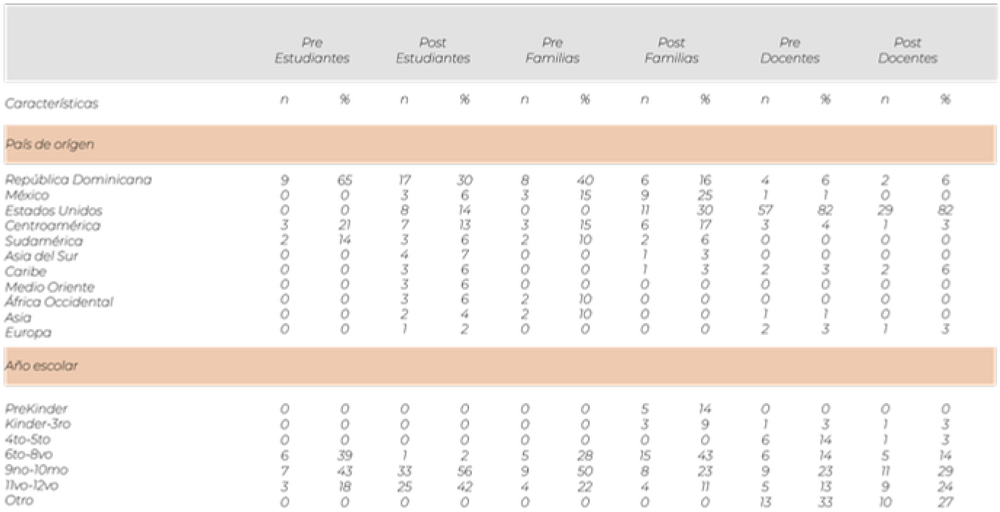 Pre Estudiantes Post Estudiantes Pre Familias Post Familias Pre Docentes Post Docentes
Características n % n % n % n % n % n %
País de orígen
República Dominicana 9 65 17 30 8 40 6 16 4 6 2 6
México 0 0 3 6 3 15 9 25 1 1 0 0
Estados Unidos 0 0 8 14 0 0 11 30 57 82 29 82
Centroamérica 3 21 7 13 3 15 6 17 3 4 1 3
Sudamérica 2 14 3 6 2 10 2 6 0 0 0 0
Asia del Sur 0 0 4 7 0 0 1 3 0 0 0 0
Caribe 0 0 3 6 0 0 1 3 2 3 2 6
Medio Oriente 0 0 3 6 0 0 0 0 0 0 0 0
África Occidental 0 0 3 6 2 10 0 0 0 0 0 0
Asia 0 0 2 4 2 10 0 0 1 1 0 0
Europa 0 0 1 2 0 0 0 0 2 3 1 3
Año escolar
PreKinder 0 0 0 0 0 0 5 14 0 0 0 0
Kinder-3ro 0 0 0 0 0 0 3 9 1 3 1 3
4to-5to 0 0 0 0 0 0 0 0 6 14 1 3
6to-8vo 6 39 1 2 5 28 15 43 6 14 5 14
9no-10mo 7 43 33 56 9 50 8 23 9 23 11 29
11vo-12vo 3 18 25 42 4 22 4 11 5 13 9 24
Otro 0 0 0 0 0 0 0 0 13 33 10 27